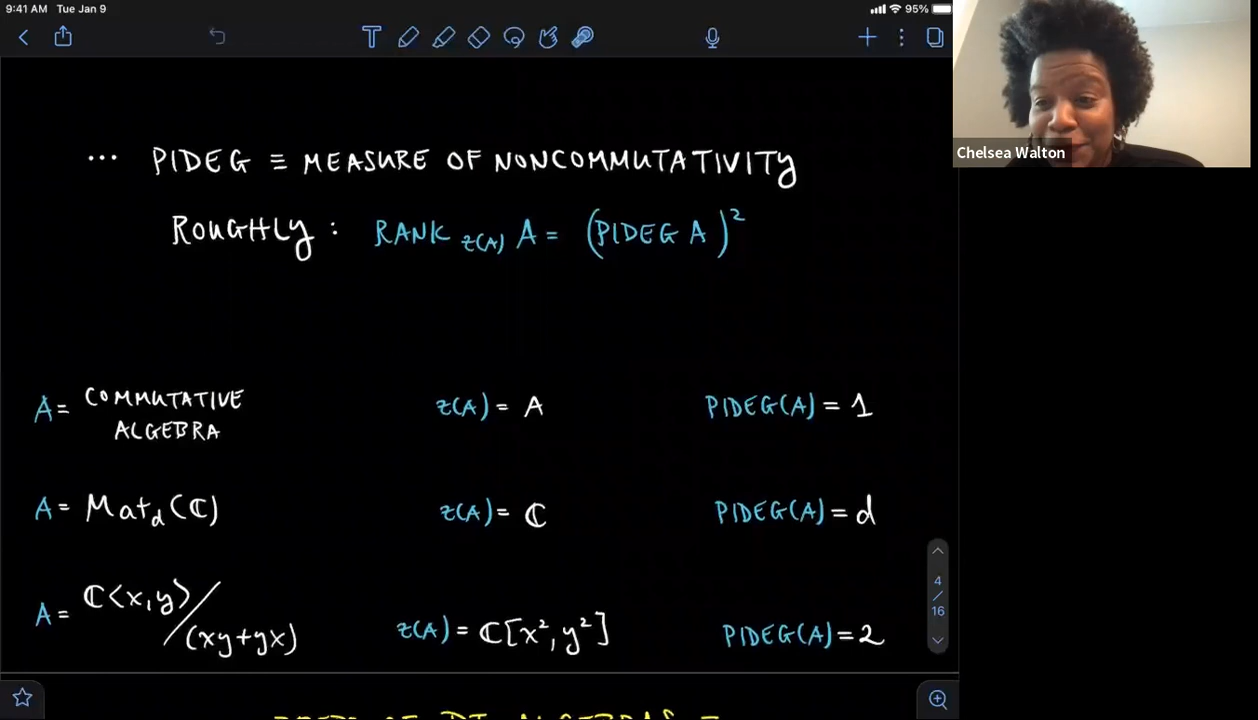 9:41 AM Tue Jan 9
95%
Chelsea Walton
... PIDEG ≡ MEASURE OF NONCOMMUTATIVITY
ROUGHLY : RANK Z(A) A = (PIDEG A)²
A = COMMUTATIVE ALGEBRA Z(A) = A PIDEG(A) = 1
A = Mat_d(ℂ) Z(A) = ℂ PIDEG(A) = d
A = ℂ<x,y>/(xy+yx) Z(A) = ℂ[x²,y²] PIDEG(A) = 2
4
/
16